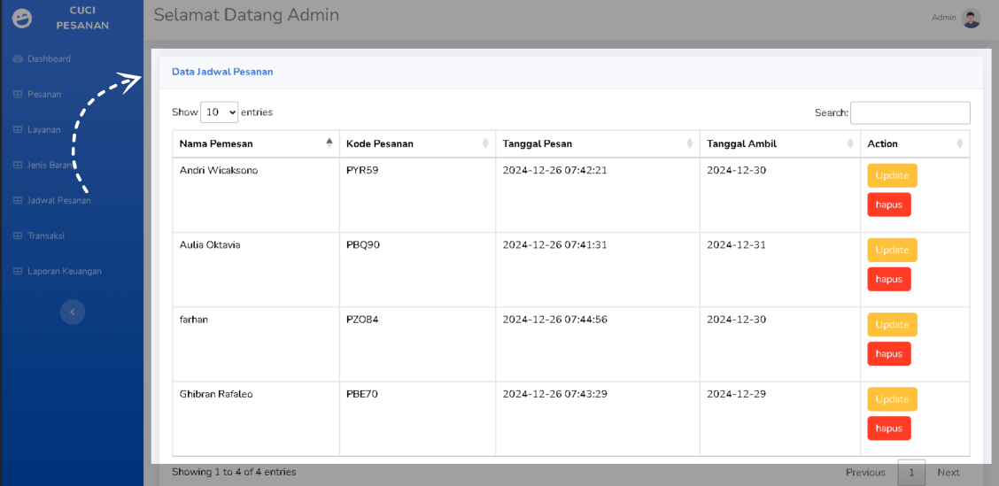 CUCI
PESANAN
Selamat Datang Admin
Admin
Dashboard
Pesanan
Layanan
Jenis Baran
Jadwal Pesanan
Transaksi
Laporan Keuangan
Data Jadwal Pesanan
Show 10 entries
Search:
Nama Pemesan Kode Pesanan Tanggal Pesan Tanggal Ambil Action
Andri Wicaksono PYR59 2024-12-26 07:42:21 2024-12-30 Update
hapus
Aulia Oktavia PBQ90 2024-12-26 07:41:31 2024-12-31 Update
hapus
farhan PZO84 2024-12-26 07:44:56 2024-12-30 Update
hapus
Ghibran Rafaleo PBE70 2024-12-26 07:43:29 2024-12-29 Update
hapus
Showing 1 to 4 of 4 entries
Previous 1 Next